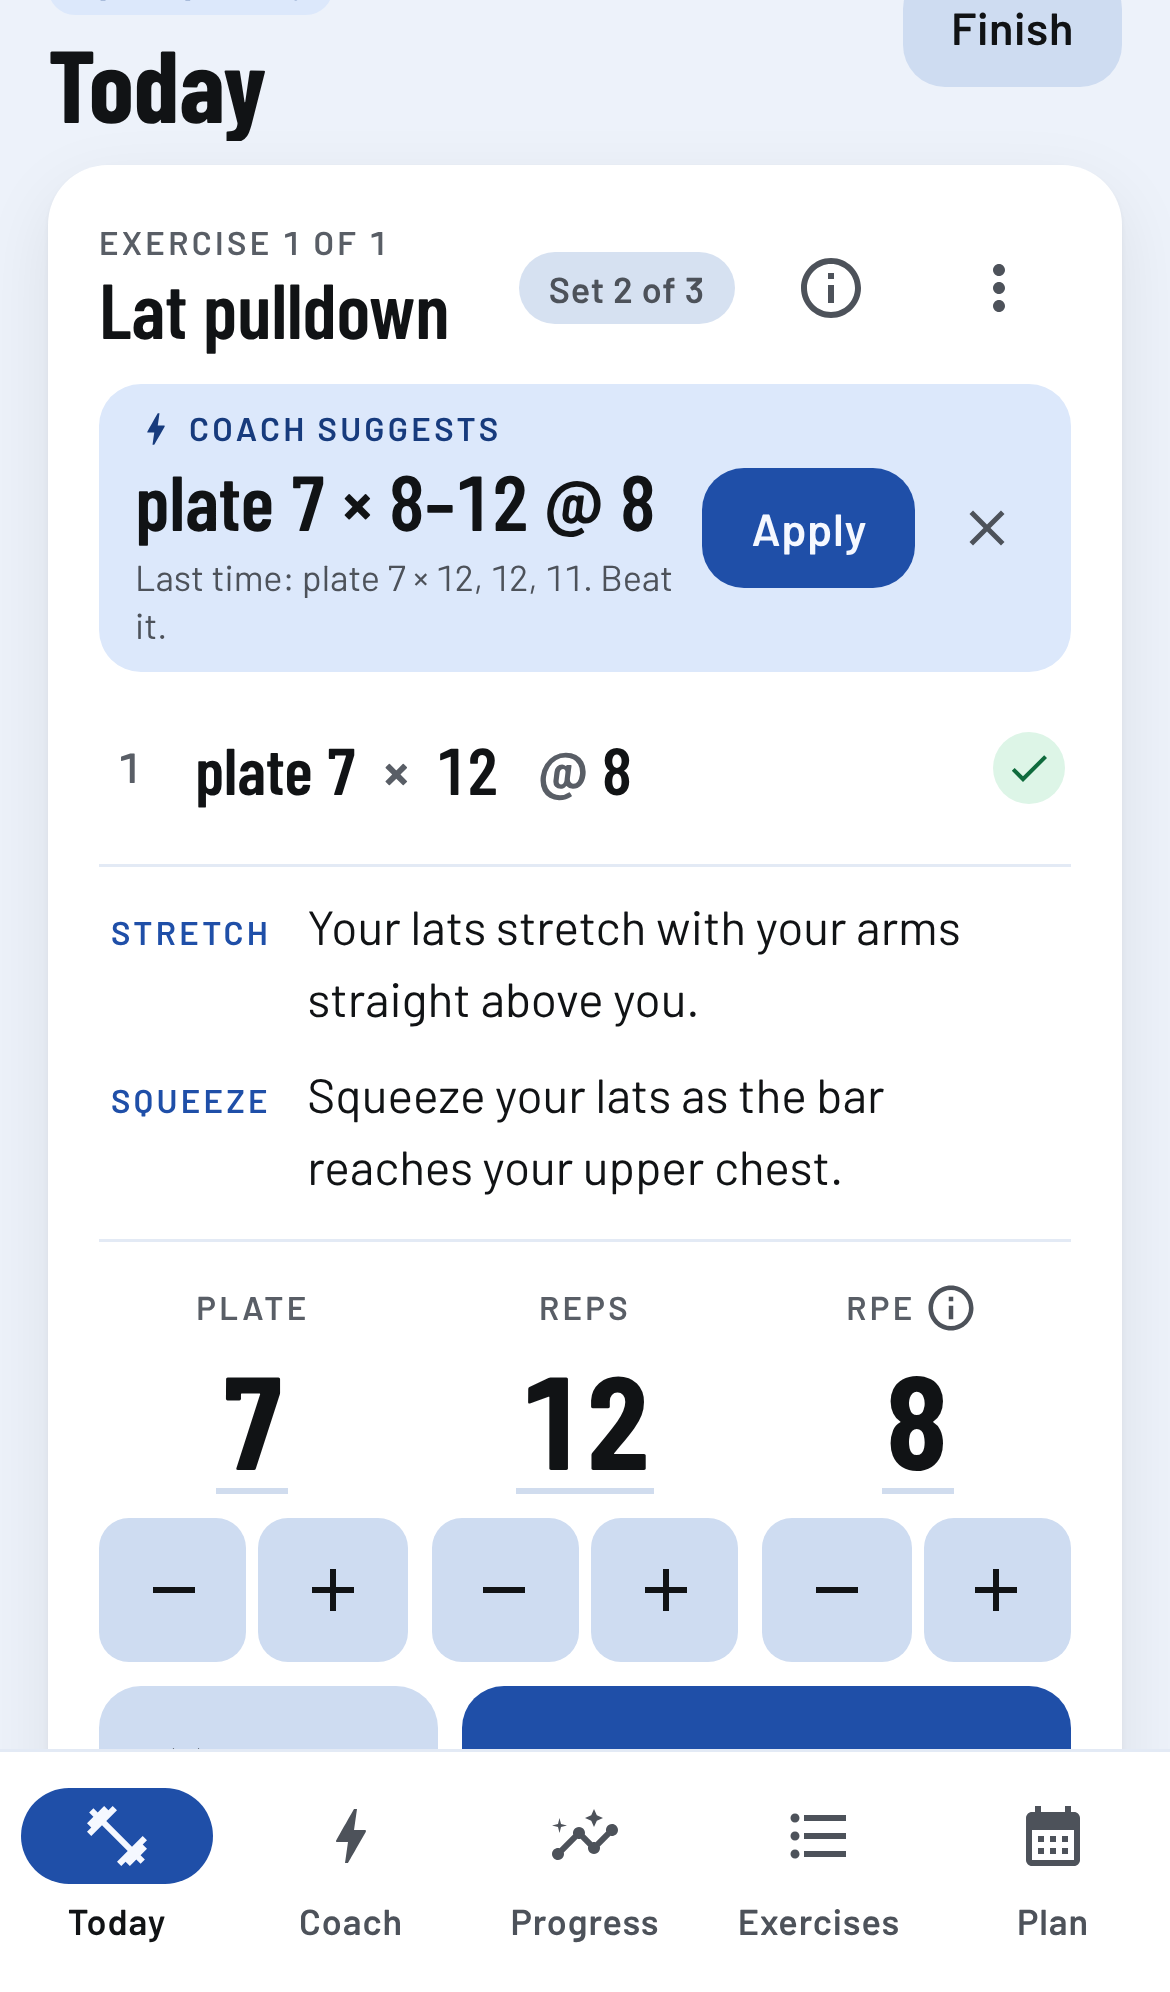 Finish
Today
EXERCISE 1 OF 1
Lat pulldown
Set 2 of 3
COACH SUGGESTS
plate 7 × 8–12 @ 8
Last time: plate 7 × 12, 12, 11. Beat
it.
Apply
1 plate 7 × 12 @ 8
STRETCH Your lats stretch with your arms
straight above you.
SQUEEZE Squeeze your lats as the bar
reaches your upper chest.
PLATE REPS RPE
7 12 8
Today Coach Progress Exercises Plan